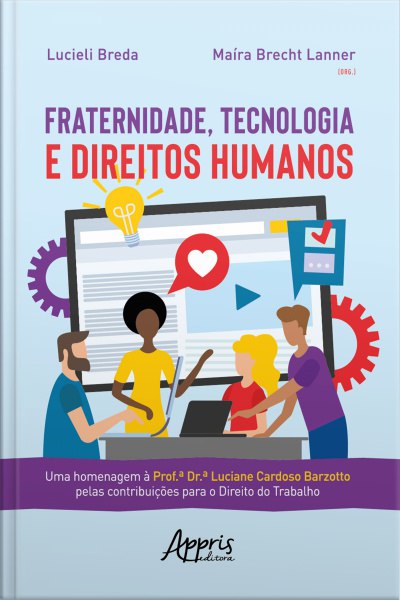 Lucieli Breda
Maíra Brecht Lanner
(ORG.)
FRATERNIDADE, TECNOLOGIA
E DIREITOS HUMANOS
Uma homenagem à Prof.ª Dr.ª Luciane Cardoso Barzotto
pelas contribuições para o Direito do Trabalho
Appris
editora